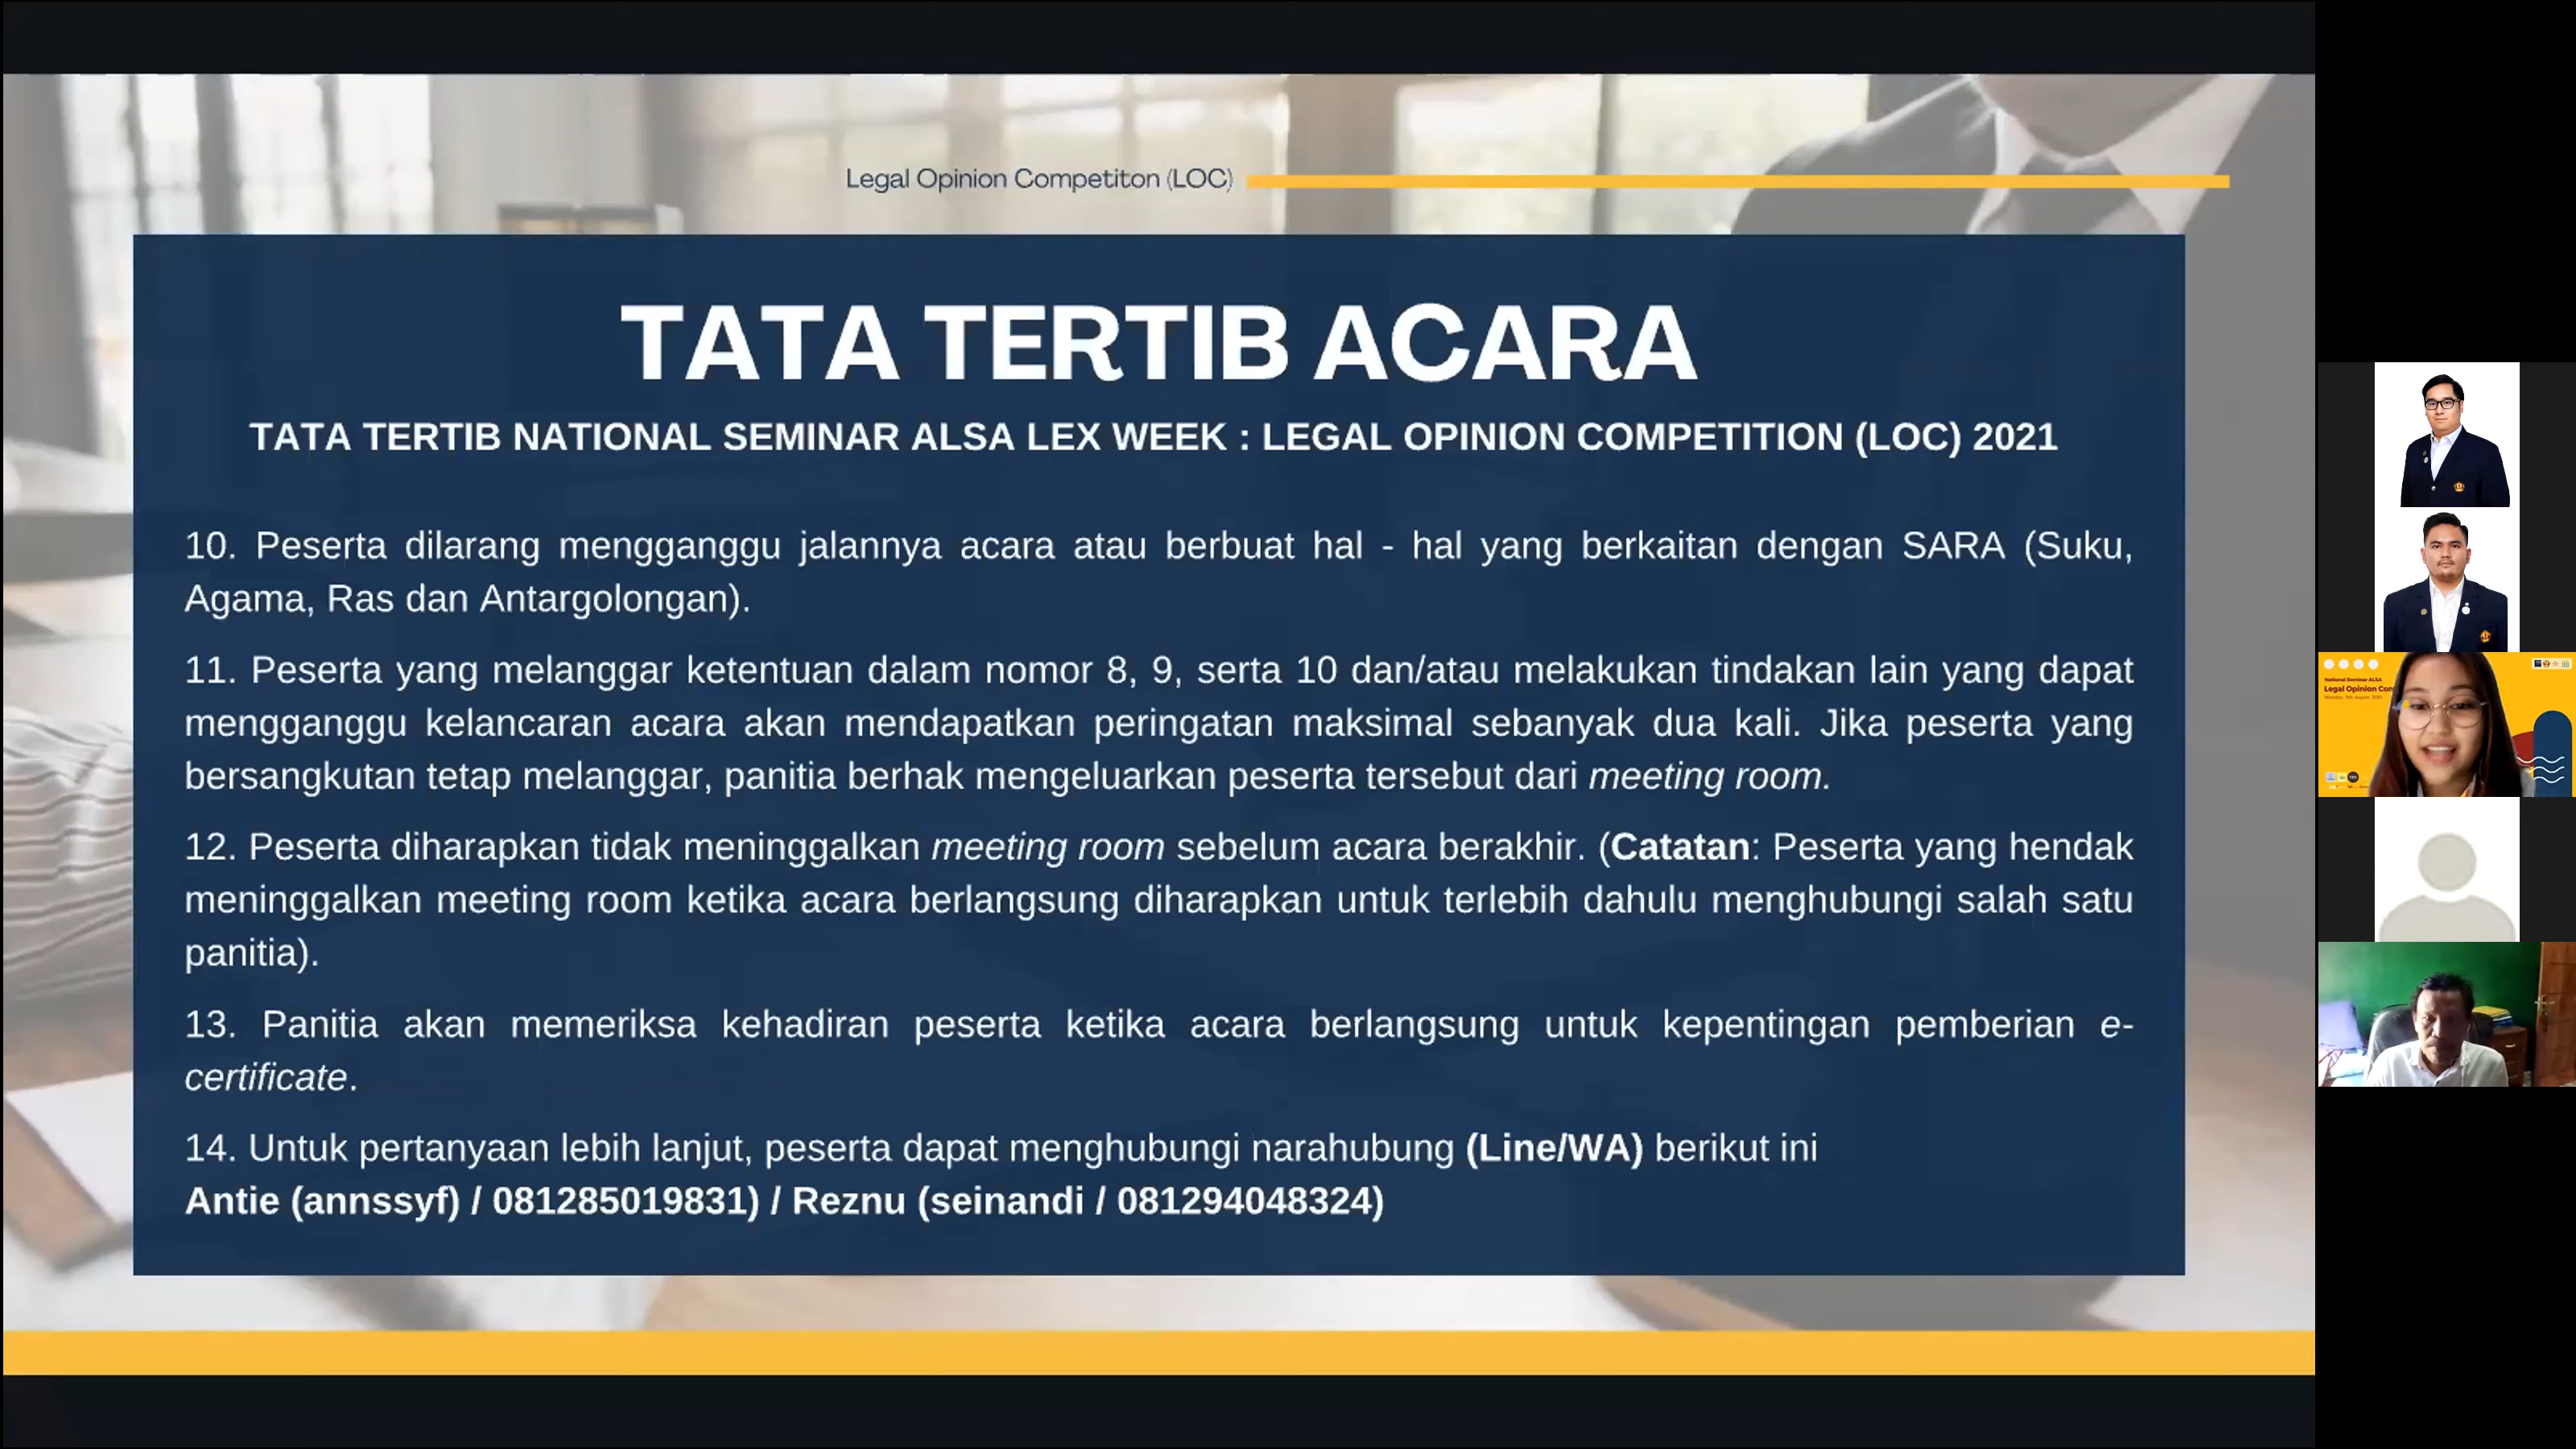 Legal Opinion Competiton (LOC)
TATA TERTIB ACARA
TATA TERTIB NATIONAL SEMINAR ALSA LEX WEEK : LEGAL OPINION COMPETITION (LOC) 2021
10. Peserta dilarang mengganggu jalannya acara atau berbuat hal - hal yang berkaitan dengan SARA (Suku,
Agama, Ras dan Antargolongan).
11. Peserta yang melanggar ketentuan dalam nomor 8, 9, serta 10 dan/atau melakukan tindakan lain yang dapat
mengganggu kelancaran acara akan mendapatkan peringatan maksimal sebanyak dua kali. Jika peserta yang
bersangkutan tetap melanggar, panitia berhak mengeluarkan peserta tersebut dari meeting room.
12. Peserta diharapkan tidak meninggalkan meeting room sebelum acara berakhir. (Catatan: Peserta yang hendak
meninggalkan meeting room ketika acara berlangsung diharapkan untuk terlebih dahulu menghubungi salah satu
panitia).
13. Panitia akan memeriksa kehadiran peserta ketika acara berlangsung untuk kepentingan pemberian e-
certificate.
14. Untuk pertanyaan lebih lanjut, peserta dapat menghubungi narahubung (Line/WA) berikut ini
Antie (annssyf) / 081285019831) / Reznu (seinandi / 081294048324)
National Seminar ALSA
Legal Opinion Con